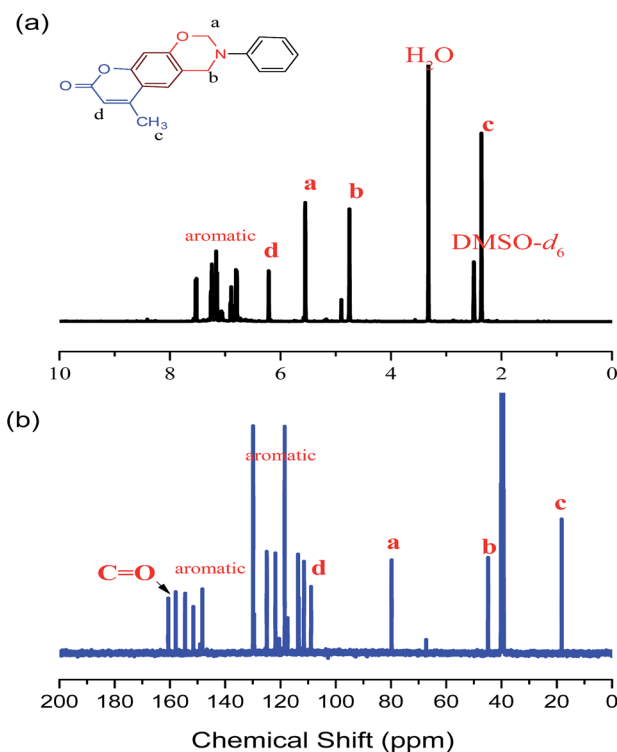 (a)
a
O
N
b
O
O
CH₃
d
c
H₂O
c
a
b
aromatic
d
DMSO-d₆
10 8 6 4 2 0
(b)
aromatic
c
a
b
C=O
aromatic
d
200 180 160 140 120 100 80 60 40 20 0
Chemical Shift (ppm)